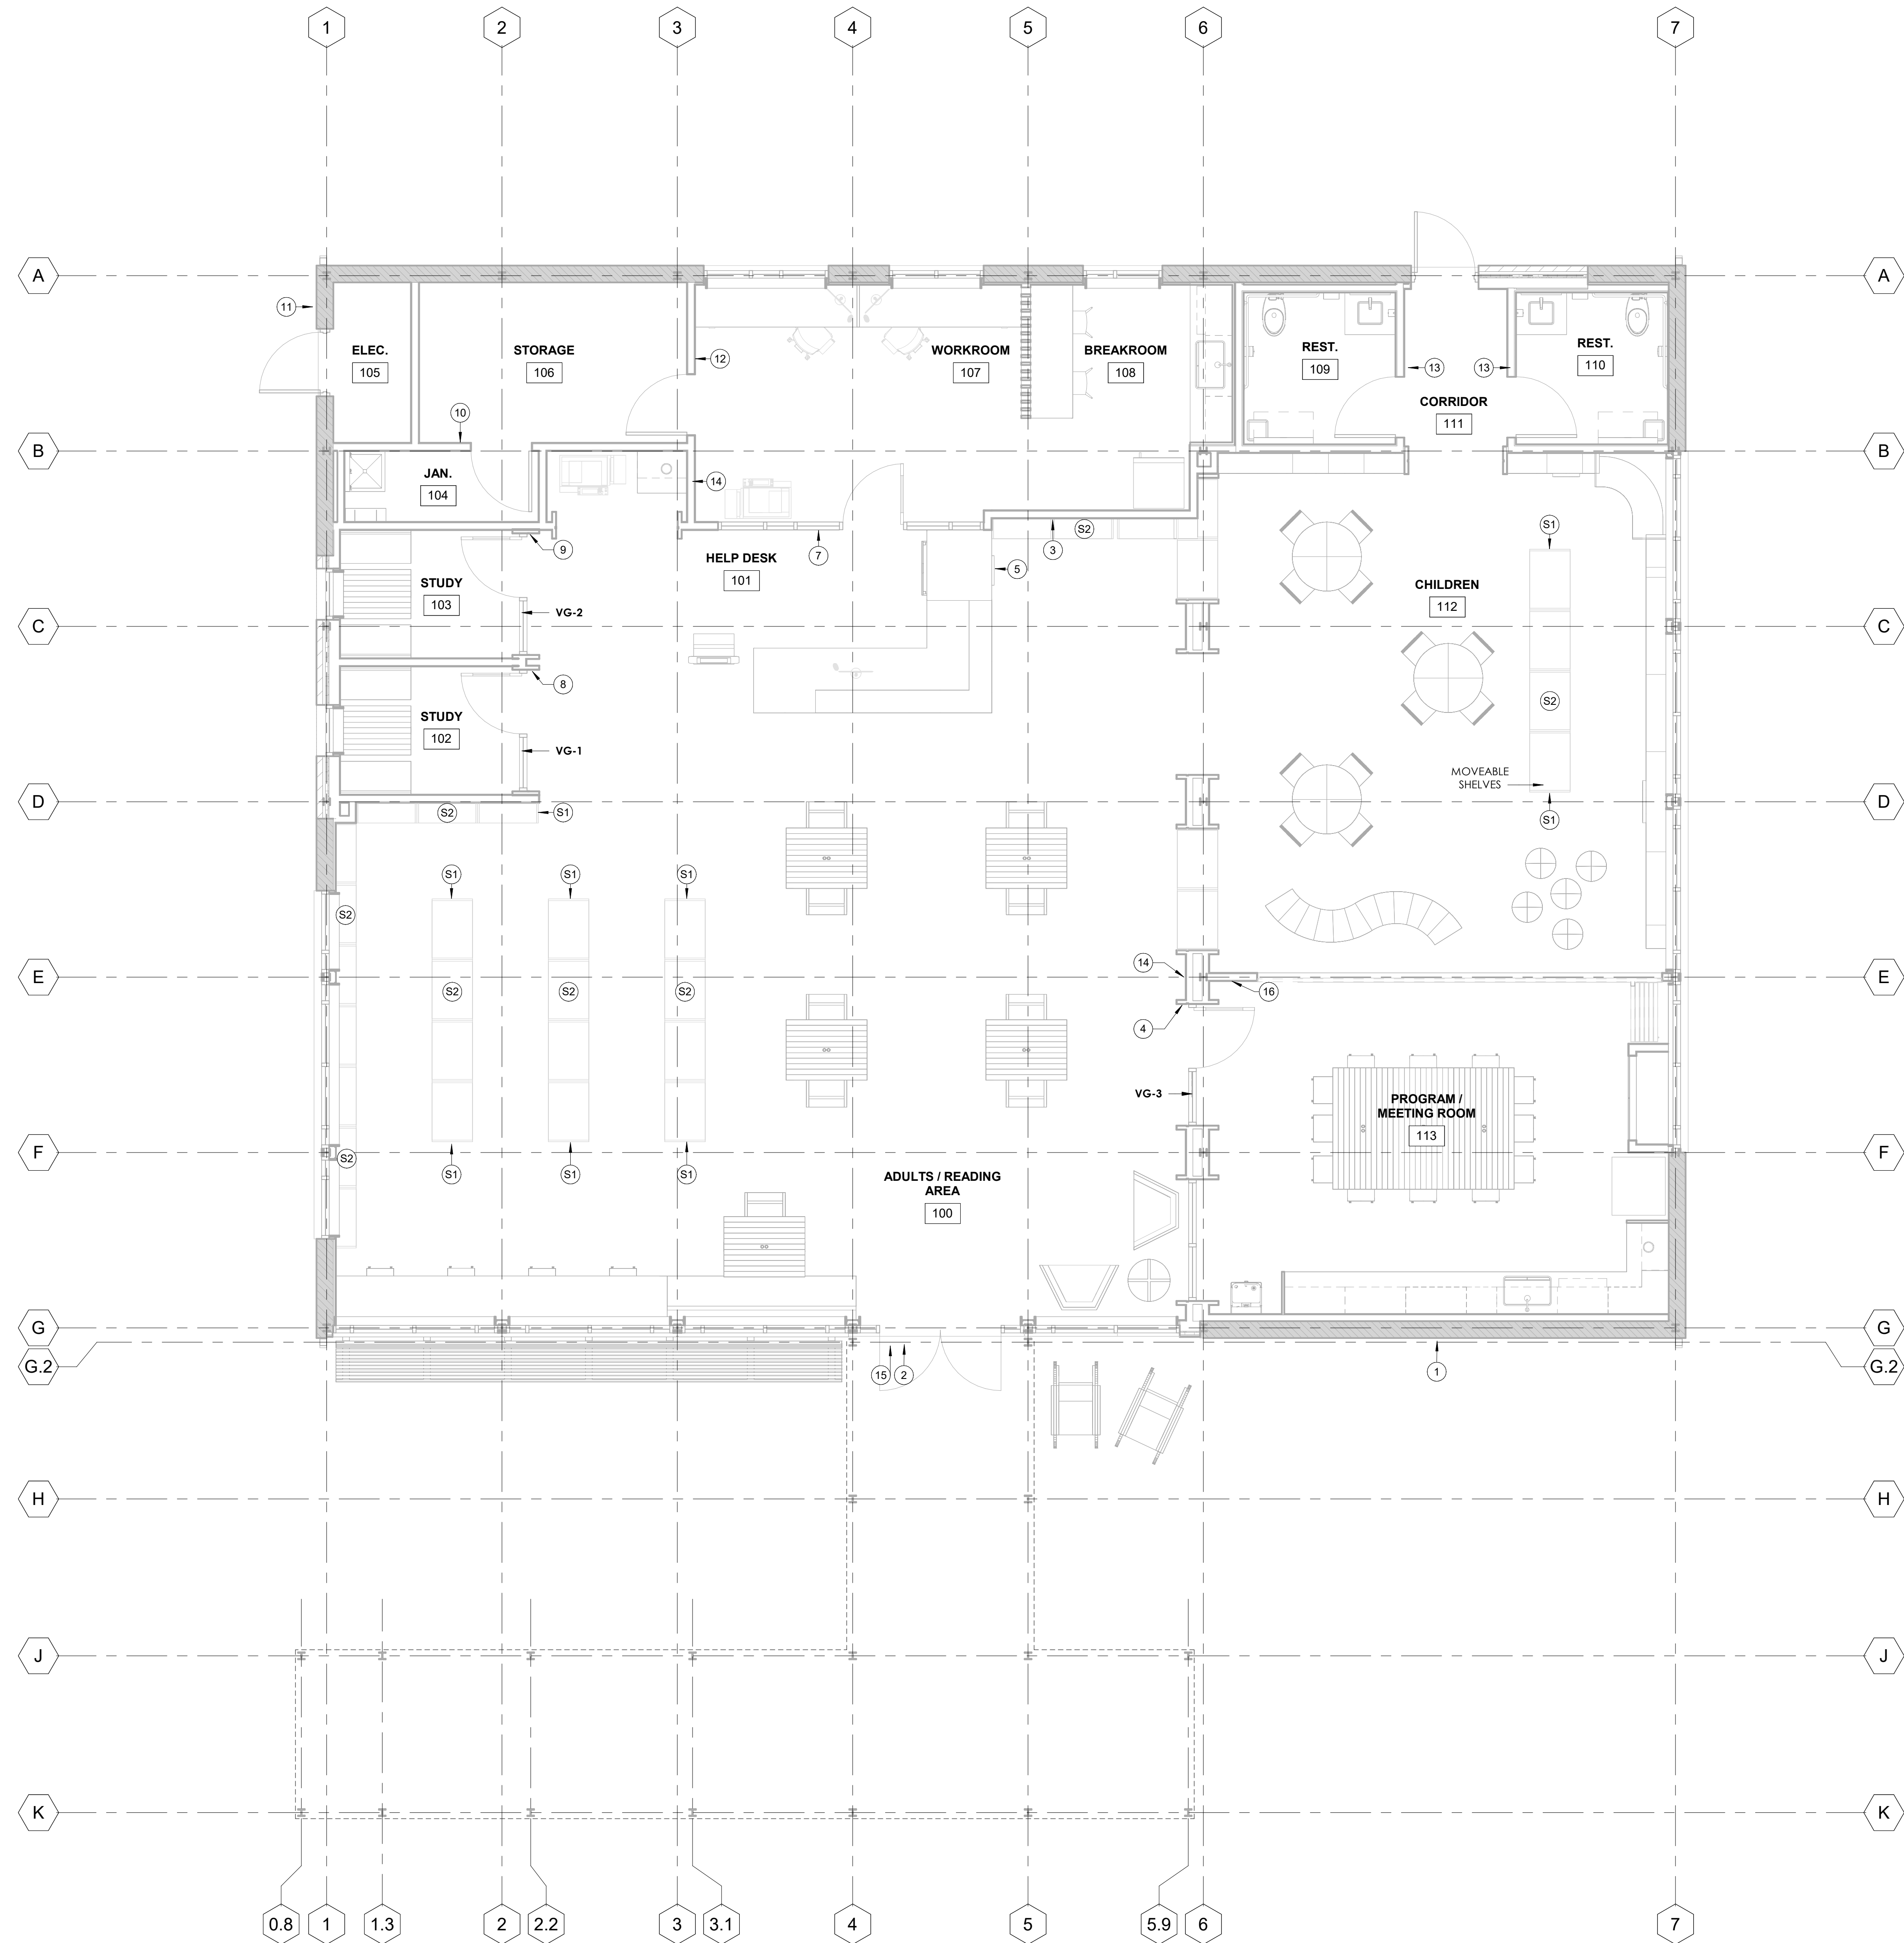 1 2 3 4 5 6 7
A A
11
ELEC.
105
STORAGE
106
12
WORKROOM
107
BREAKROOM
108
REST.
109
13 13
REST.
110
CORRIDOR
111
10
B B
JAN.
104
14
S2
S1
9
7
3
HELP DESK
101
5
STUDY
103
VG-2
CHILDREN
112
C C
8
STUDY
102
VG-1
S2
MOVEABLE
SHELVES
D D
S2
S1
S1
S1 S1 S1
S2
14
E E
S2 S2 S2
16
4
VG-3
PROGRAM /
MEETING ROOM
113
F F
S2
S1 S1 S1
ADULTS / READING
AREA
100
G G
G.2 G.2
15 2
1
H H
J J
K K
0.8 1 1.3 2 2.2 3 3.1 4 5 5.9 6 7